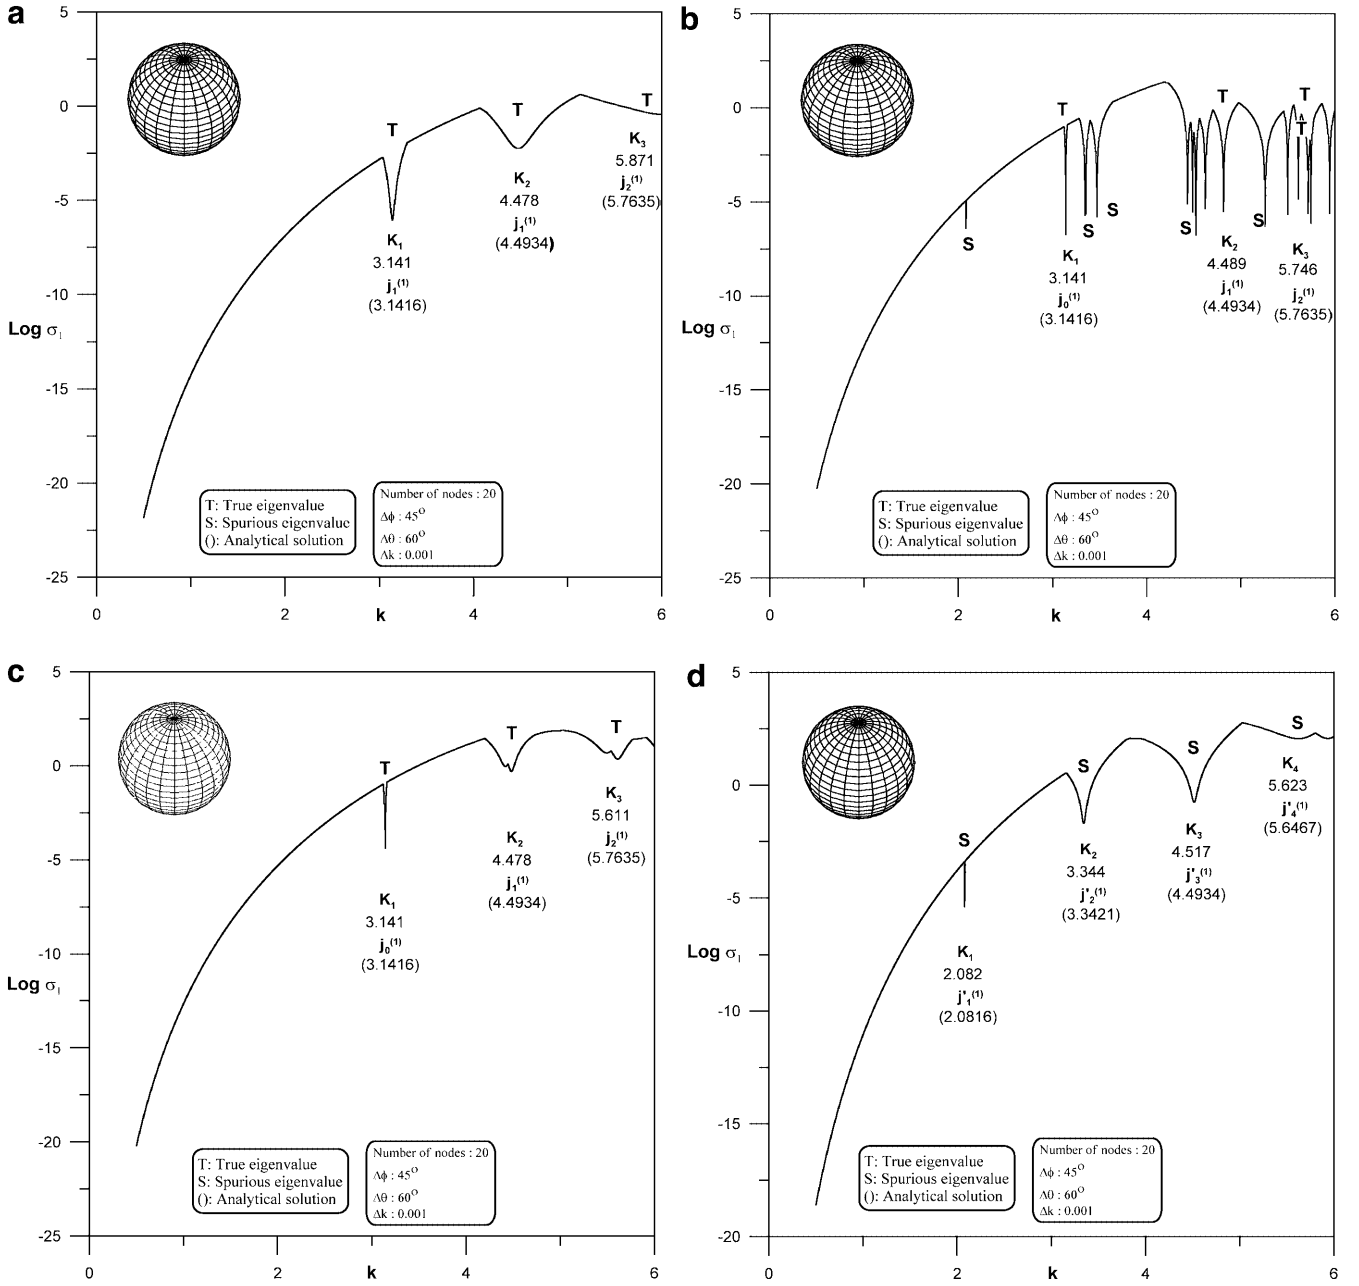 a
5
0
-5
-10
-15
-20
-25
Log σ₁
0
2
4
6
k
T
T
T
K₁
3.141
j₁⁽¹⁾
(3.1416)
K₂
4.478
j₁⁽¹⁾
(4.4934)
K₃
5.871
j₂⁽¹⁾
(5.7635)
T: True eigenvalue
S: Spurious eigenvalue
(): Analytical solution
Number of nodes : 20
Δϕ : 45°
Δθ : 60°
Δk : 0.001
b
5
0
-5
-10
-15
-20
-25
Log σ₁
0
2
4
6
k
T
T
T
T
S
S
S
S
S
K₁
3.141
j₀⁽¹⁾
(3.1416)
K₂
4.489
j₁⁽¹⁾
(4.4934)
K₃
5.746
j₂⁽¹⁾
(5.7635)
T: True eigenvalue
S: Spurious eigenvalue
(): Analytical solution
Number of nodes : 20
Δϕ : 45°
Δθ : 60°
Δk : 0.001
c
5
0
-5
-10
-15
-20
-25
Log σ₁
0
2
4
6
k
T
T
T
K₁
3.141
j₀⁽¹⁾
(3.1416)
K₂
4.478
j₁⁽¹⁾
(4.4934)
K₃
5.611
j₂⁽¹⁾
(5.7635)
T: True eigenvalue
S: Spurious eigenvalue
(): Analytical solution
Number of nodes : 20
Δϕ : 45°
Δθ : 60°
Δk : 0.001
d
5
0
-5
-10
-15
-20
Log σ₁
0
2
4
6
k
S
S
S
S
K₁
2.082
j'₁⁽¹⁾
(2.0816)
K₂
3.344
j'₂⁽¹⁾
(3.3421)
K₃
4.517
j'₃⁽¹⁾
(4.4934)
K₄
5.623
j'₄⁽¹⁾
(5.6467)
T: True eigenvalue
S: Spurious eigenvalue
(): Analytical solution
Number of nodes : 20
Δϕ : 45°
Δθ : 60°
Δk : 0.001